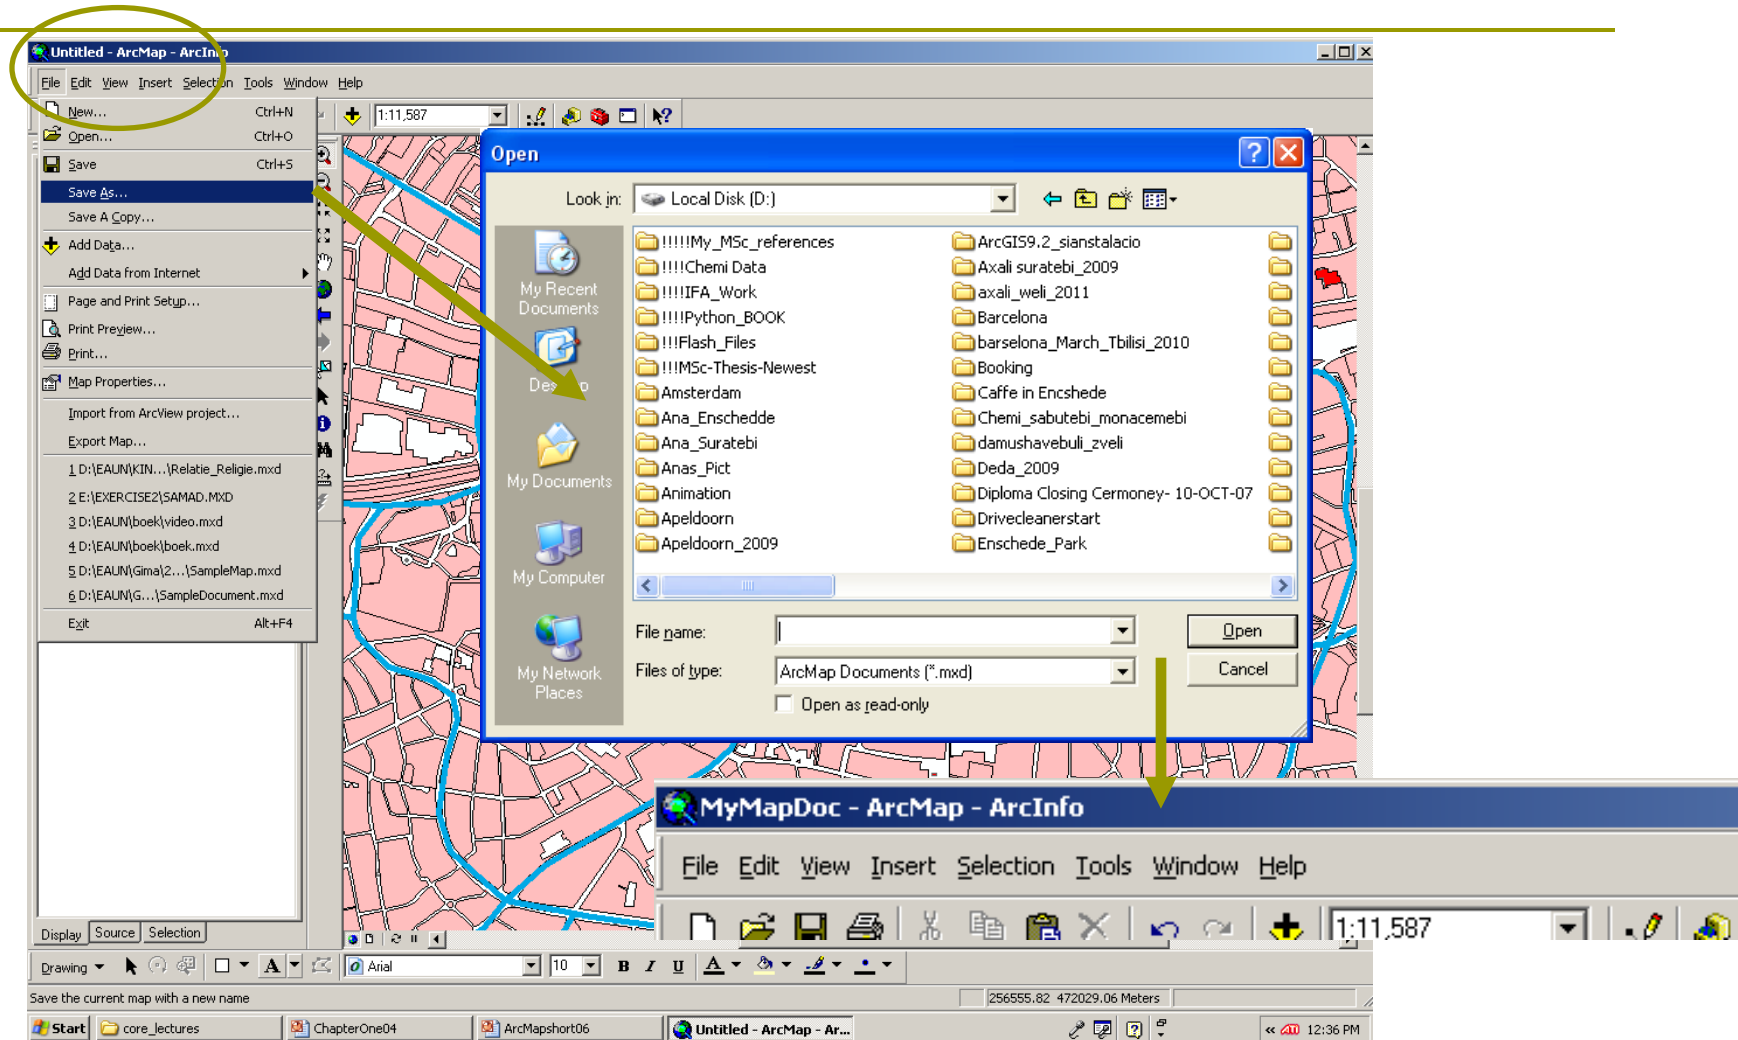 Untitled - ArcMap - ArcInfo
File Edit View Insert Selection Tools Window Help
New... Ctrl+N
Open... Ctrl+O
Save Ctrl+S
Save As...
Save A Copy...
Add Data...
Add Data from Internet
Page and Print Setup...
Print Preview...
Print...
Map Properties...
Import from ArcView project...
Export Map...
1 D:\EAUN\KIN...\Relatie_Religie.mxd
2 E:\EXERCISE2\SAMAD.MXD
3 D:\EAUN\boek\video.mxd
4 D:\EAUN\boek\boek.mxd
5 D:\EAUN\Gima\2...\SampleMap.mxd
6 D:\EAUN\G...\SampleDocument.mxd
Exit Alt+F4
1:11,587
Open
Look in: Local Disk (D:)
My Recent
Documents
Desktop
My Documents
My Computer
My Network
Places
!!!!!My_MSc_references
!!!!Chemi Data
!!!!IFA_Work
!!!!Python_BOOK
!!!Flash_Files
!!!MSc-Thesis-Newest
Amsterdam
Ana_Enschedde
Ana_Suratebi
Anas_Pict
Animation
Apeldoorn
Apeldoorn_2009
ArcGIS9.2_sianstalacio
Axali suratebi_2009
axali_weli_2011
Barcelona
barselona_March_Tbilisi_2010
Booking
Caffe in Encshede
Chemi_sabutebi_monacemebi
damushavebuli_zveli
Deda_2009
Diploma Closing Cermoney- 10-OCT-07
Drivecleanerstart
Enschede_Park
File name: Open
Files of type: ArcMap Documents (*.mxd) Cancel
Open as read-only
MyMapDoc - ArcMap - ArcInfo
File Edit View Insert Selection Tools Window Help
1:11,587
Display Source Selection
Drawing A Arial 10 B I U A
Save the current map with a new name 256555.82 472029.06 Meters
Start core_lectures ChapterOne04 ArcMapshort06 Untitled - ArcMap - Ar... 12:36 PM